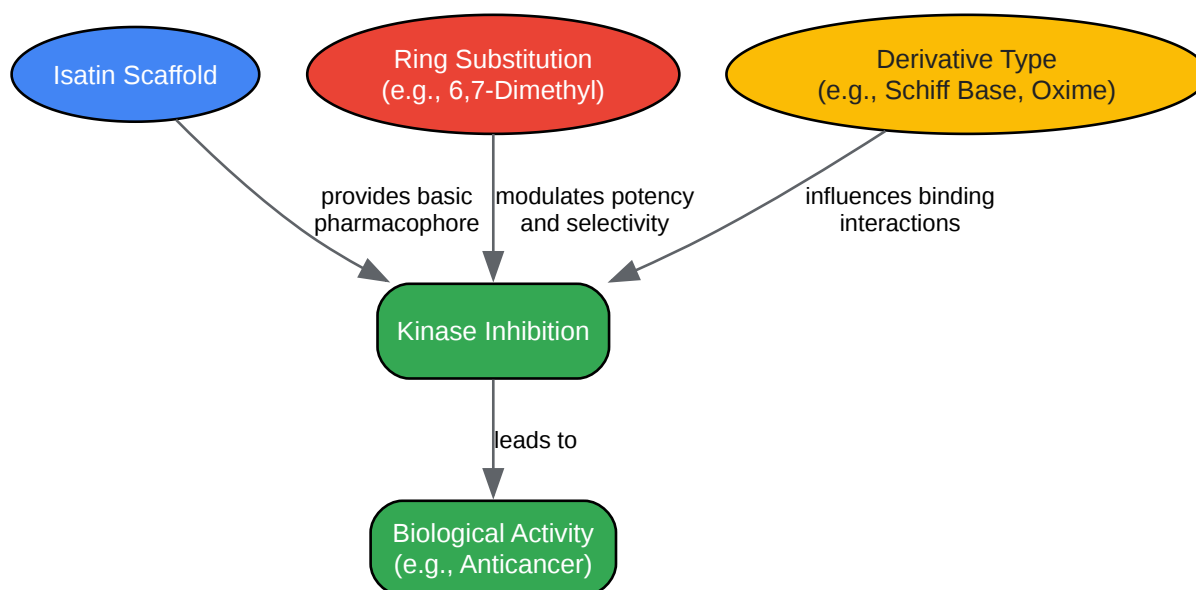 Isatin Scaffold
Ring Substitution
(e.g., 6,7-Dimethyl)
Derivative Type
(e.g., Schiff Base, Oxime)
provides basic
pharmacophore
modulates potency
and selectivity
influences binding
interactions
Kinase Inhibition
leads to
Biological Activity
(e.g., Anticancer)